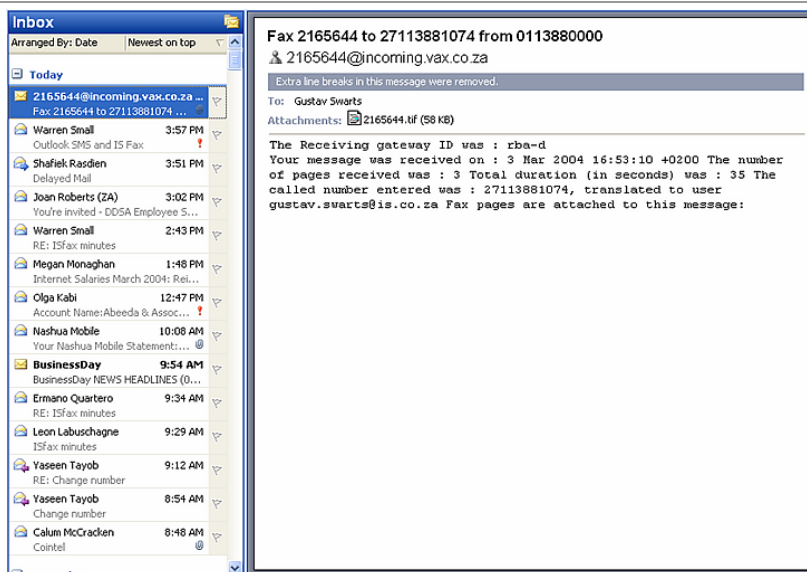 Inbox
Arranged By: Date Newest on top
Today
2165644@incoming.vax.co.za ...
Fax 2165644 to 27113881074 ...
Warren Small 3:57 PM
Outlook SMS and IS Fax
Shafiek Rasdien 3:51 PM
Delayed Mail
Joan Roberts (ZA) 3:02 PM
You're invited - DDSA Employee S...
Warren Small 2:43 PM
RE: ISfax minutes
Megan Monaghan 1:48 PM
Internet Salaries March 2004: Rei...
Olga Kabi 12:47 PM
Account Name:Abeeda & Assoc...
Nashua Mobile 10:08 AM
Your Nashua Mobile Statement:...
BusinessDay 9:54 AM
BusinessDay NEWS HEADLINES (0...
Ermano Quartero 9:34 AM
RE: ISfax minutes
Leon Labuschagne 9:29 AM
ISfax minutes
Yaseen Tayob 9:12 AM
RE: Change number
Yaseen Tayob 8:54 AM
Change number
Calum McCracken 8:48 AM
Cointel
Fax 2165644 to 27113881074 from 0113880000
2165644@incoming.vax.co.za
Extra line breaks in this message were removed.
To: Gustav Swarts
Attachments: 2165644.tif (58 KB)
The Receiving gateway ID was : rba-d
Your message was received on : 3 Mar 2004 16:53:10 +0200 The number
of pages received was : 3 Total duration (in seconds) was : 35 The
called number entered was : 27113881074, translated to user
gustav.swarts@is.co.za Fax pages are attached to this message: